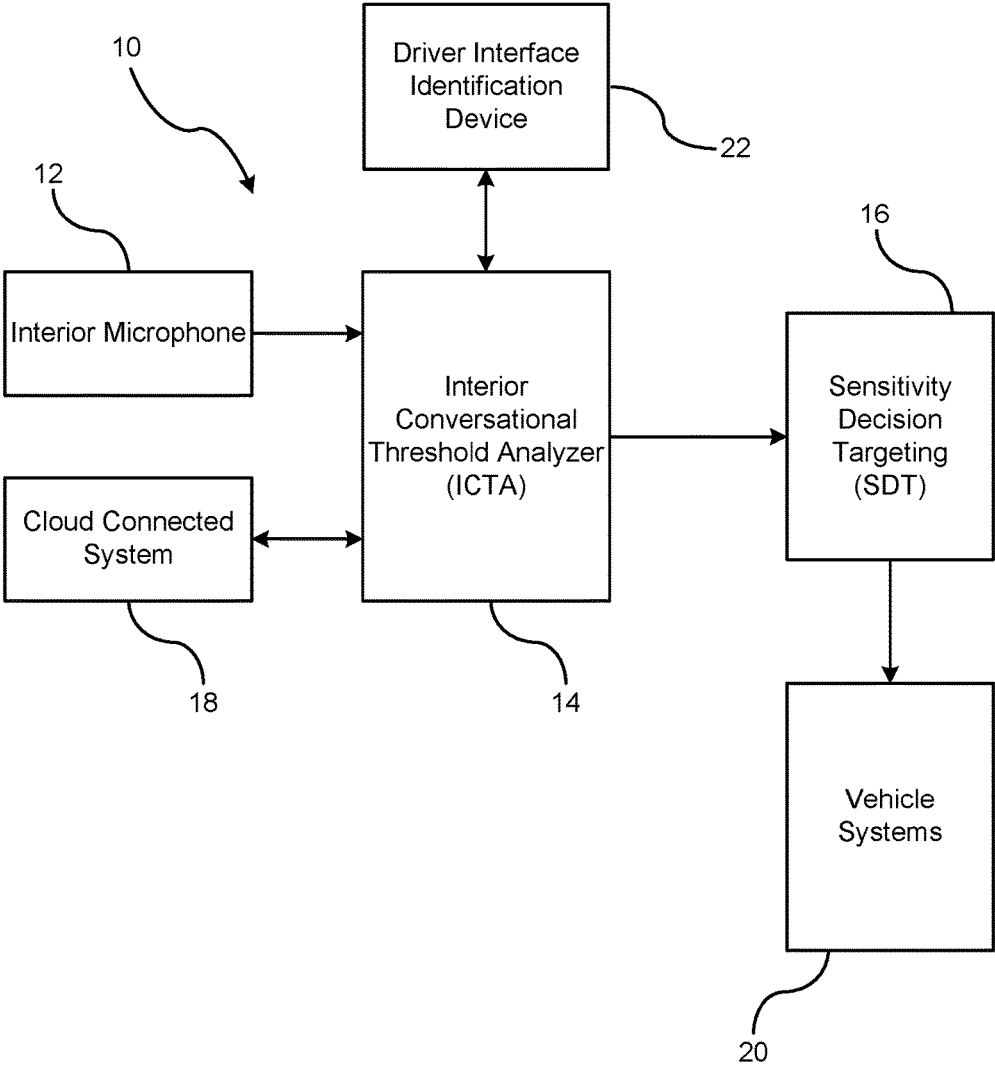 10
Driver Interface
Identification
Device
22
12
Interior Microphone
16
Interior
Conversational
Threshold Analyzer
(ICTA)
Sensitivity
Decision
Targeting
(SDT)
Cloud Connected
System
18
14
Vehicle
Systems
20